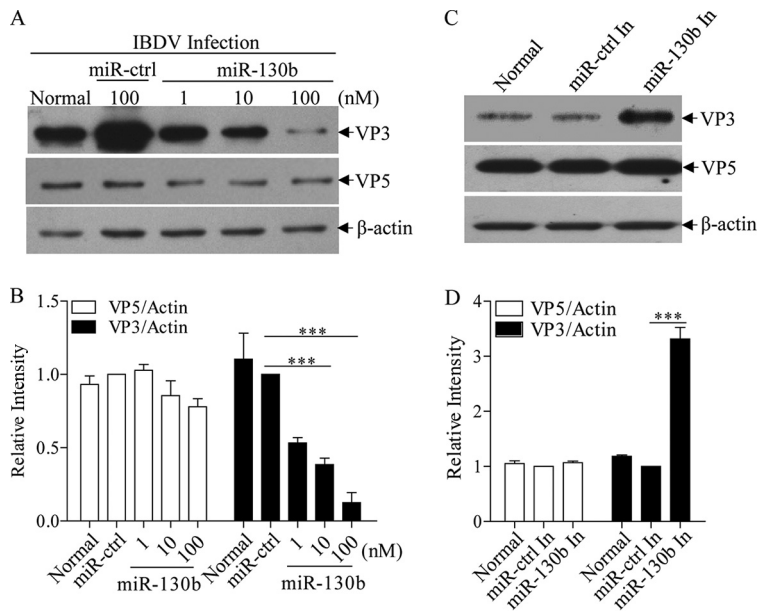 A
IBDV Infection
miR-ctrl miR-130b
Normal 100 1 10 100 (nM)
VP3
VP5
β-actin
B
VP5/Actin
VP3/Actin
Relative Intensity
1.5
1.0
0.5
0.0
***
***
Normal miR-ctrl 1 10 100 Normal miR-ctrl 1 10 100 (nM)
miR-130b miR-130b
C
Normal miR-ctrl In miR-130b In
VP3
VP5
β-actin
D
VP5/Actin
VP3/Actin
Relative Intensity
4
3
2
1
0
***
Normal miR-ctrl In miR-130b In Normal miR-ctrl In miR-130b In